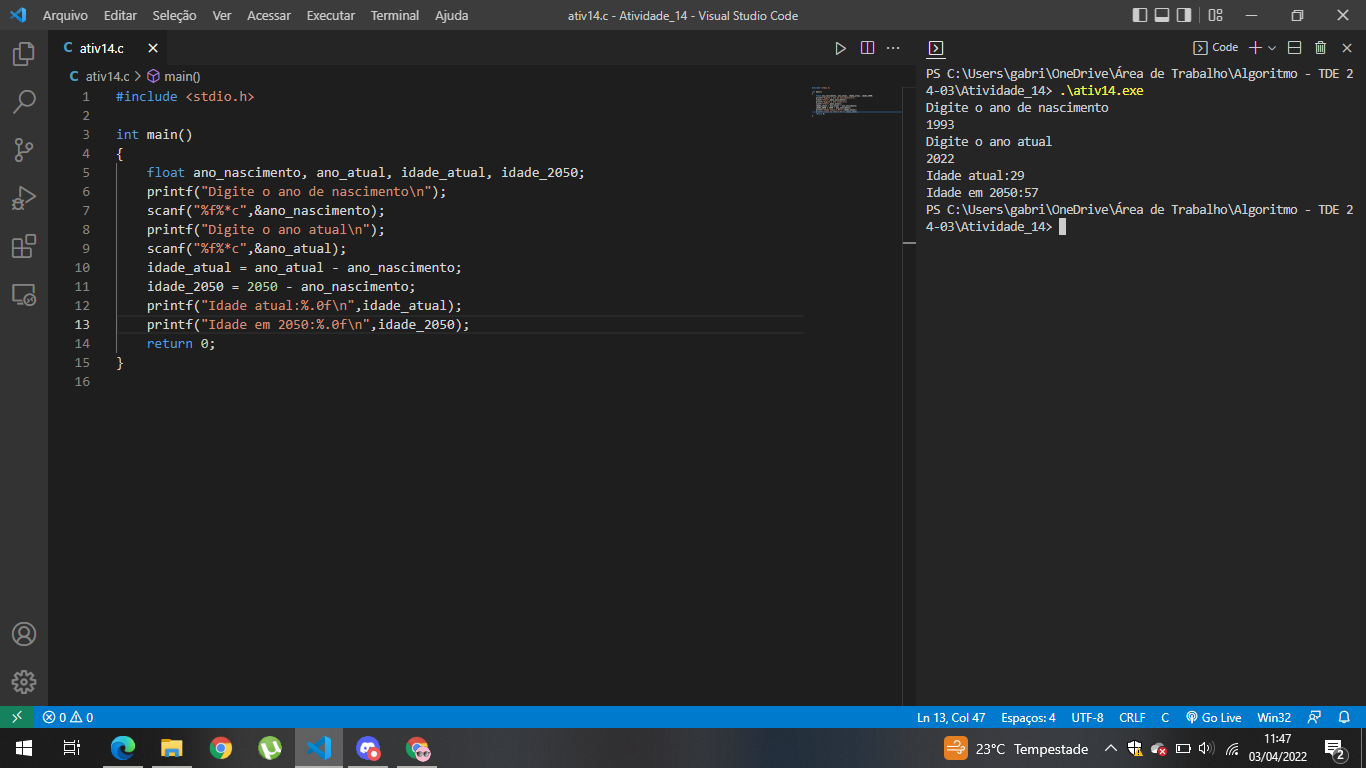 Arquivo Editar Seleção Ver Acessar Executar Terminal Ajuda ativ14.c - Atividade_14 - Visual Studio Code
C ativ14.c
C ativ14.c > main()
1 #include <stdio.h>
2
3 int main()
4 {
5 float ano_nascimento, ano_atual, idade_atual, idade_2050;
6 printf("Digite o ano de nascimento\n");
7 scanf("%f%*c",&ano_nascimento);
8 printf("Digite o ano atual\n");
9 scanf("%f%*c",&ano_atual);
10 idade_atual = ano_atual - ano_nascimento;
11 idade_2050 = 2050 - ano_nascimento;
12 printf("Idade atual:%.0f\n",idade_atual);
13 printf("Idade em 2050:%.0f\n",idade_2050);
14 return 0;
15 }
16
Code
PS C:\Users\gabri\OneDrive\Área de Trabalho\Algoritmo - TDE 2
4-03\Atividade_14> .\ativ14.exe
Digite o ano de nascimento
1993
Digite o ano atual
2022
Idade atual:29
Idade em 2050:57
PS C:\Users\gabri\OneDrive\Área de Trabalho\Algoritmo - TDE 2
4-03\Atividade_14>
0 0 Ln 13, Col 47 Espaços: 4 UTF-8 CRLF C Go Live Win32
23°C Tempestade
11:47
03/04/2022
2